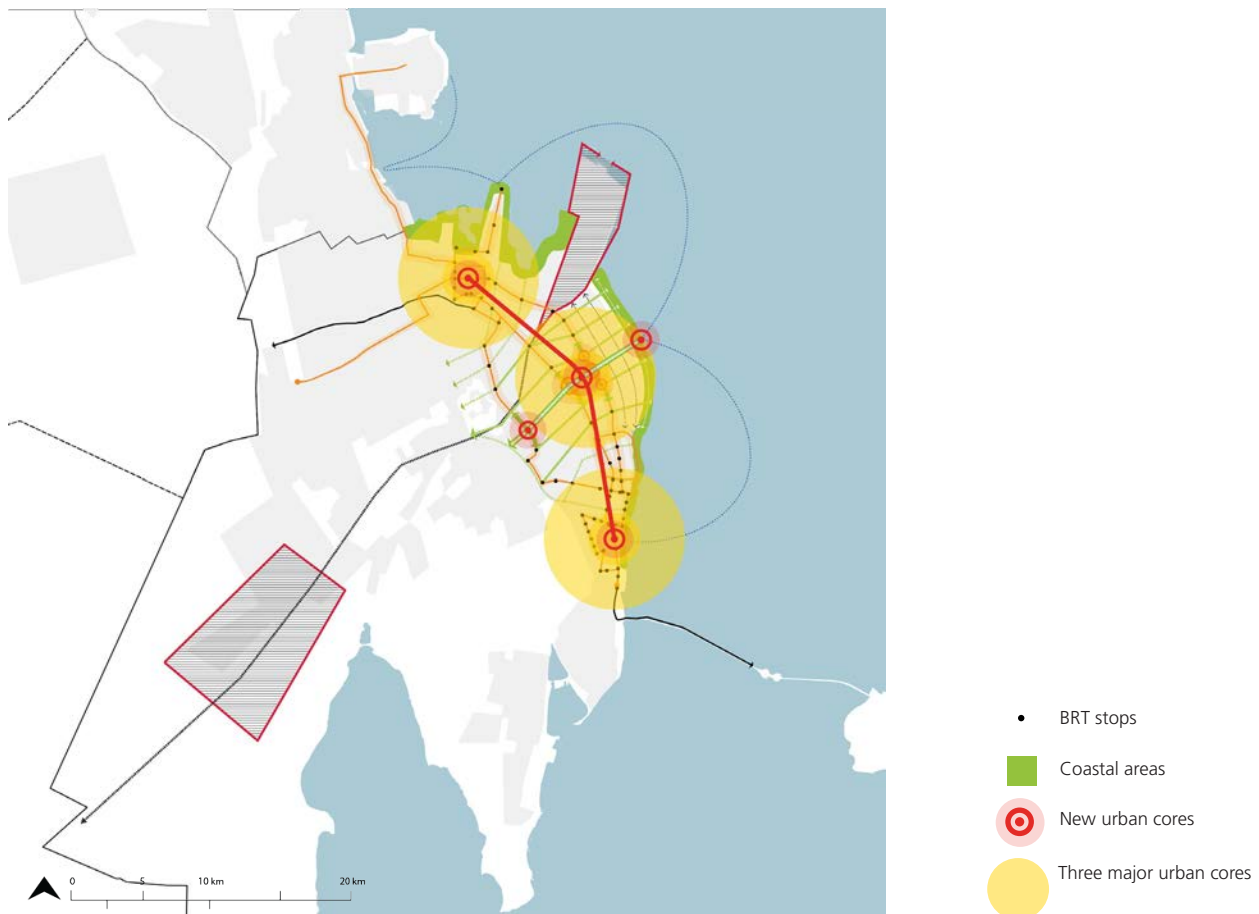 BRT stops
Coastal areas
New urban cores
Three major urban cores
0 5 10 km 20 km